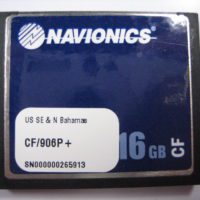 NAVIONICS®
US SE & N Bahamas
CF/906P+
SN000000265913
16 GB
CF